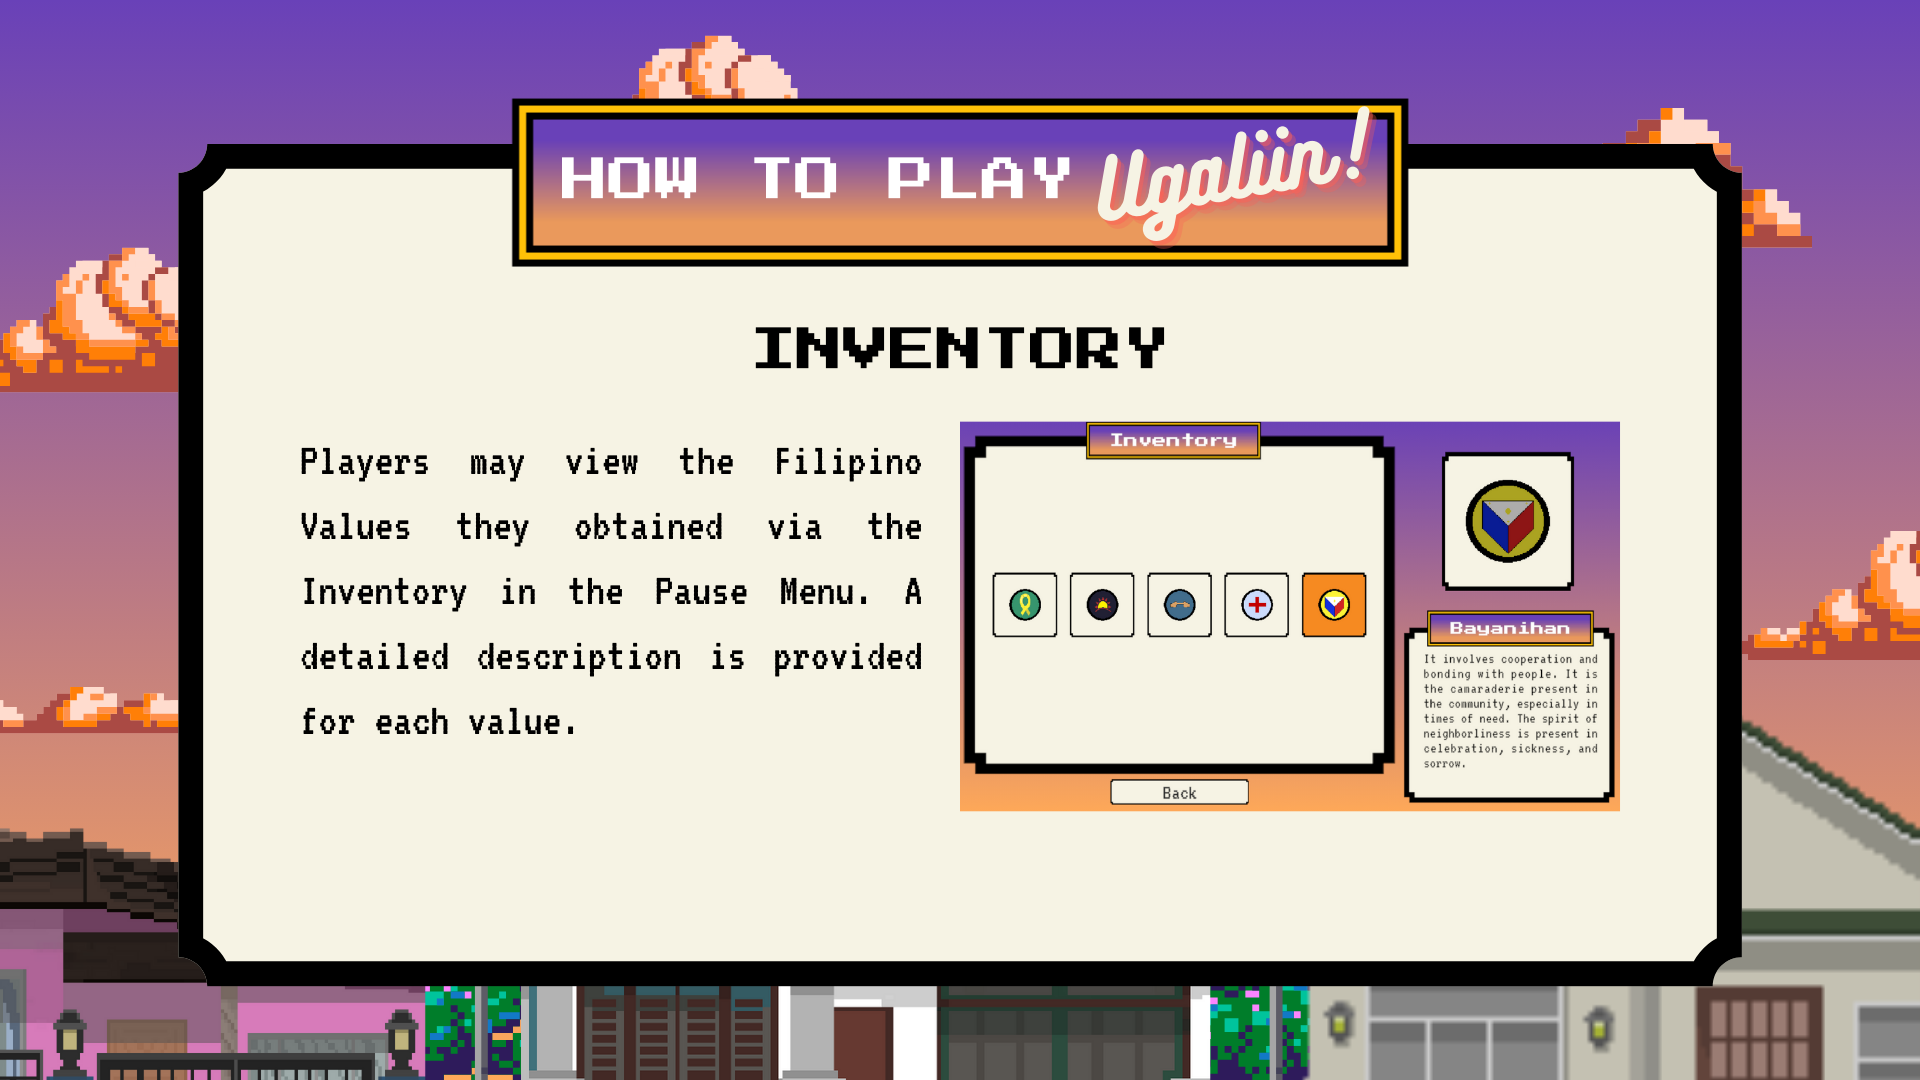 HOW TO PLAY Ugaliin!
INVENTORY
Players may view the Filipino
Values they obtained via the
Inventory in the Pause Menu. A
detailed description is provided
for each value.
Inventory
Back
Bayanihan
It involves cooperation and
bonding with people. It is
the camaraderie present in
the community, especially in
times of need. The spirit of
neighborliness is present in
celebration, sickness, and
sorrow.